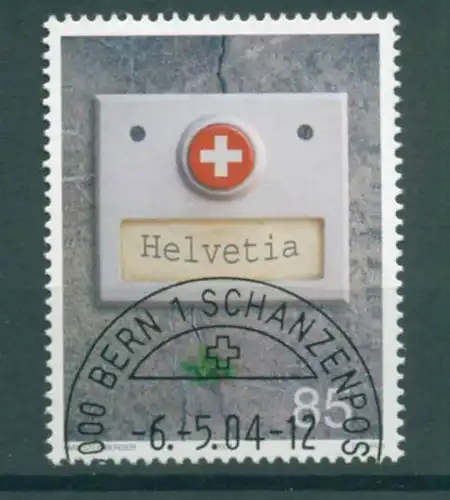 Helvetia
000 BERN 1 SCHANZENPOS
-6.-5.04-12
85